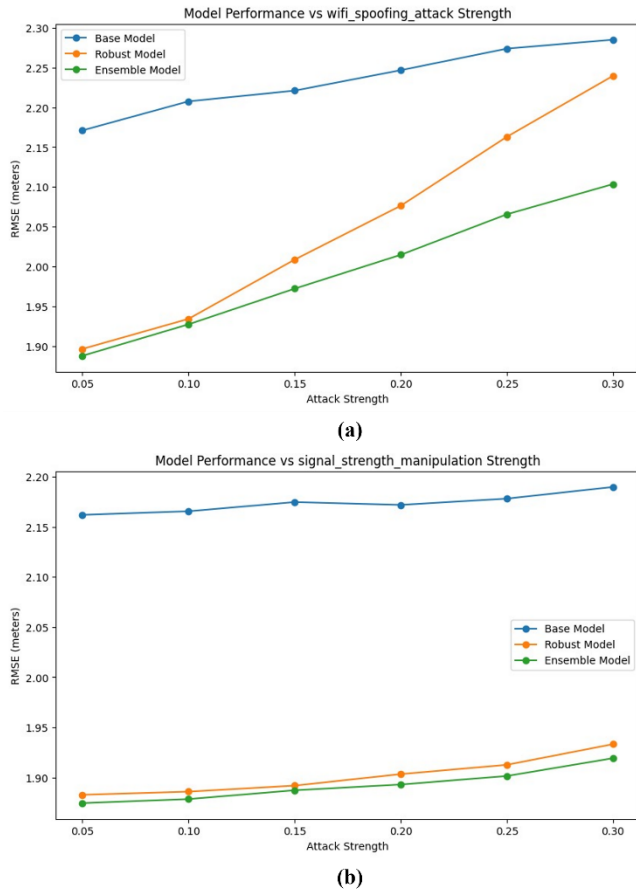 Model Performance vs wifi_spoofing_attack Strength
2.30
2.25
2.20
2.15
2.10
2.05
2.00
1.95
1.90
RMSE (meters)
Base Model
Robust Model
Ensemble Model
0.05 0.10 0.15 0.20 0.25 0.30
Attack Strength
(a)
Model Performance vs signal_strength_manipulation Strength
2.20
2.15
2.10
2.05
2.00
1.95
1.90
RMSE (meters)
Base Model
Robust Model
Ensemble Model
0.05 0.10 0.15 0.20 0.25 0.30
Attack Strength
(b)